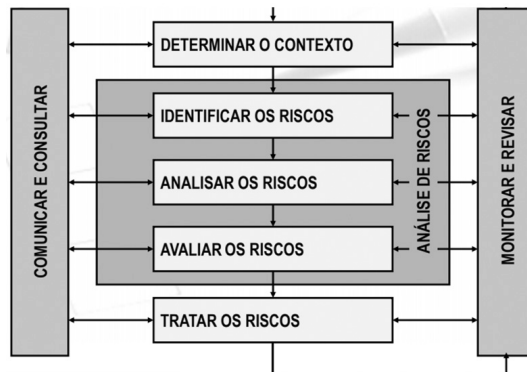 DETERMINAR O CONTEXTO
COMUNICAR E CONSULTAR
IDENTIFICAR OS RISCOS
ANALISAR OS RISCOS
AVALIAR OS RISCOS
ANÁLISE DE RISCOS
MONITORAR E REVISAR
TRATAR OS RISCOS